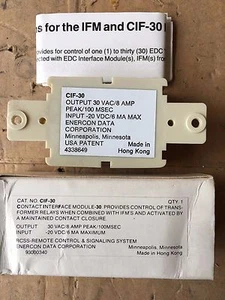 ns for the IFM and CIF-30
ides for control of one (1) to thirty (30) EDC
ected with EDC Interface Module(s), IFM(s) from
CIF-30
OUTPUT 30 VAC/8 AMP
PEAK/100 MSEC
INPUT -20 VDC/6 MA MAX
ENERCON DATA
CORPORATION
Minneapolis, Minnesota
USA PATENT Made in
4338649 Hong Kong
CAT. NO. CIF-30 QTY. 1
CONTACT INTERFACE MODULE-30 PROVIDES CONTROL OF TRANS-
FORMER RELAYS WHEN COMBINED WITH IFMS AND ACTIVATED BY
A MAINTAINED CONTACT CLOSURE.
OUTPUT 30 VAC/8 AMP PEAK/100MSEC
INPUT -20 VDC/6 MA MAXIMUM
RCSS-REMOTE CONTROL & SIGNALING SYSTEM
ENERCON DATA CORPORATION Minneapolis, Minnesota
Made in Hong Kong